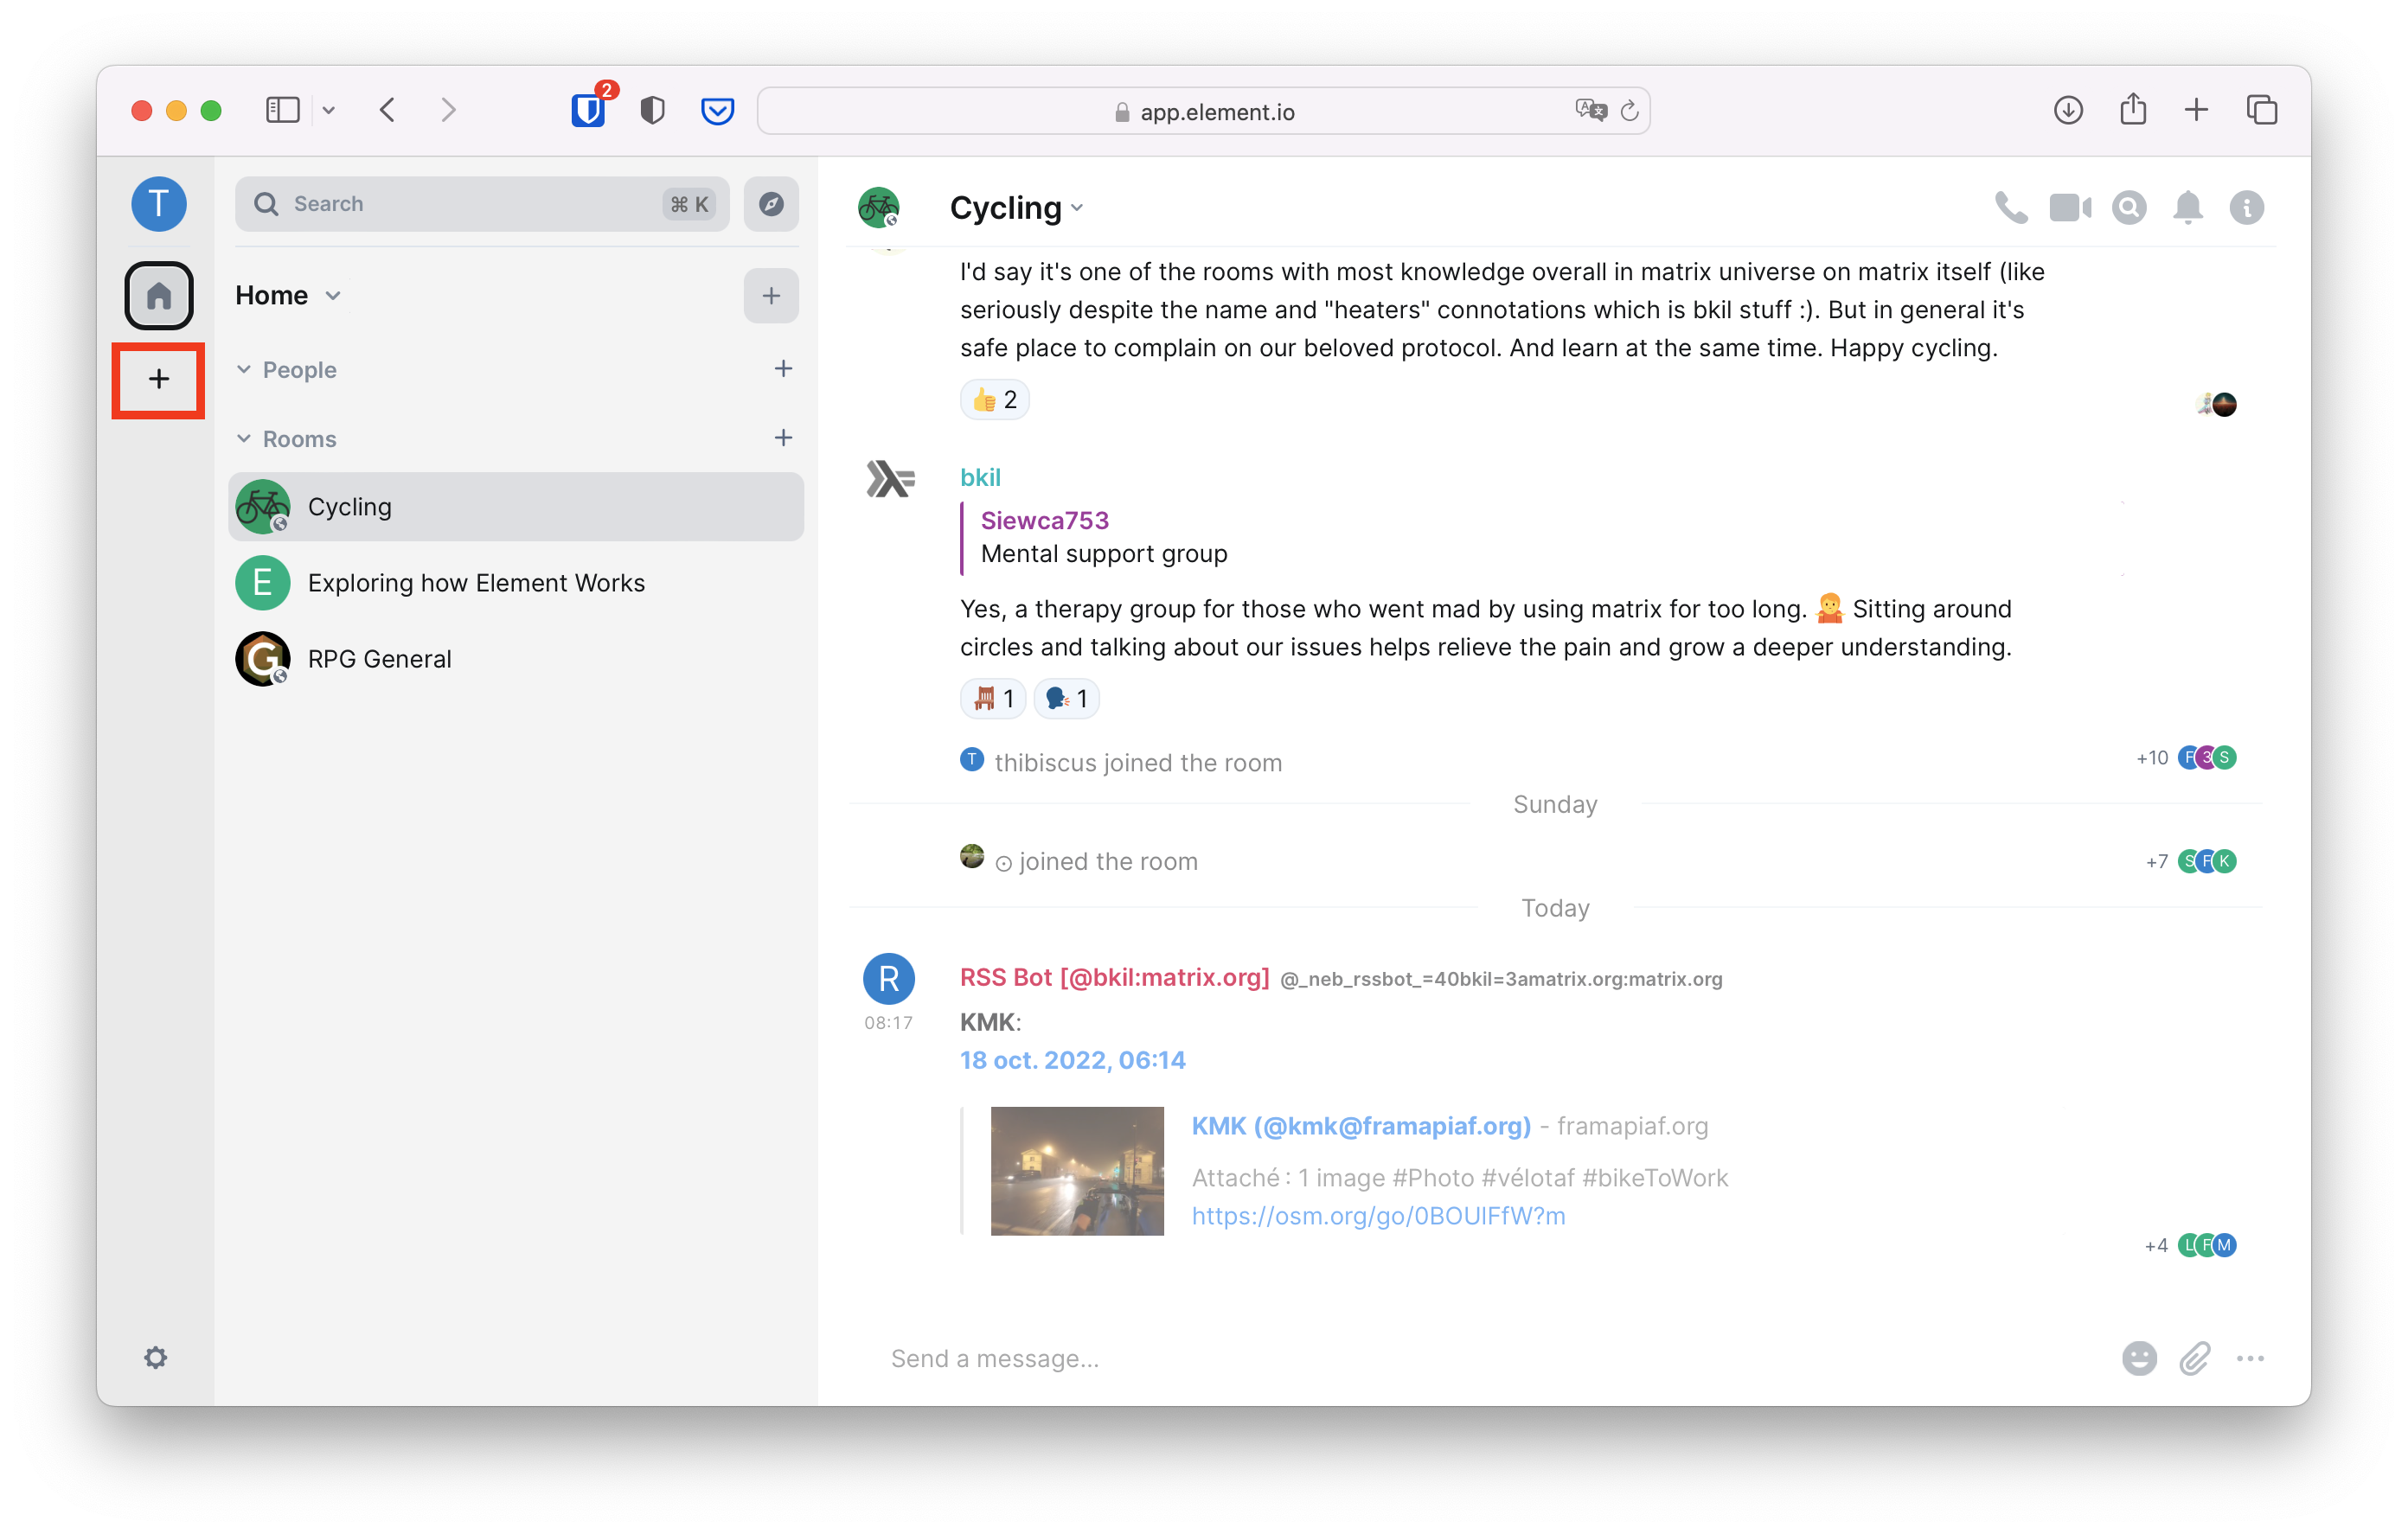 2
app.element.io
T
Search
⌘ K
Home
People
Rooms
Cycling
E
Exploring how Element Works
G
RPG General
Cycling
I'd say it's one of the rooms with most knowledge overall in matrix universe on matrix itself (like
seriously despite the name and "heaters" connotations which is bkil stuff :). But in general it's
safe place to complain on our beloved protocol. And learn at the same time. Happy cycling.
👍 2
bkil
Siewca753
Mental support group
Yes, a therapy group for those who went mad by using matrix for too long. 🤷 Sitting around
circles and talking about our issues helps relieve the pain and grow a deeper understanding.
🪑 1 🗣 1
T thibiscus joined the room
+10 F 3 S
Sunday
⊙ joined the room
+7 S F K
Today
R
RSS Bot [@bkil:matrix.org] @_neb_rssbot_=40bkil=3amatrix.org:matrix.org
08:17
KMK:
18 oct. 2022, 06:14
KMK (@kmk@framapiaf.org) - framapiaf.org
Attaché : 1 image #Photo #vélotaf #bikeToWork
https://osm.org/go/0BOUIFfW?m
+4 L F M
Send a message...